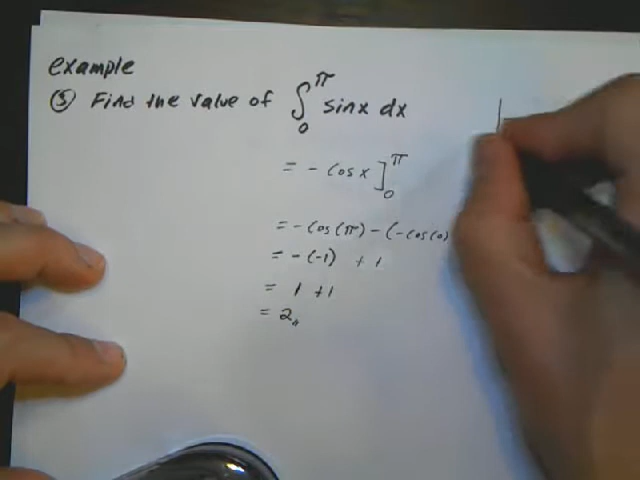 example
⑤ Find the value of ∫₀^π sinx dx
= - cos x ]₀^π
= - cos(π) - (-cos(0)
= - (-1) + 1
= 1 + 1
= 2